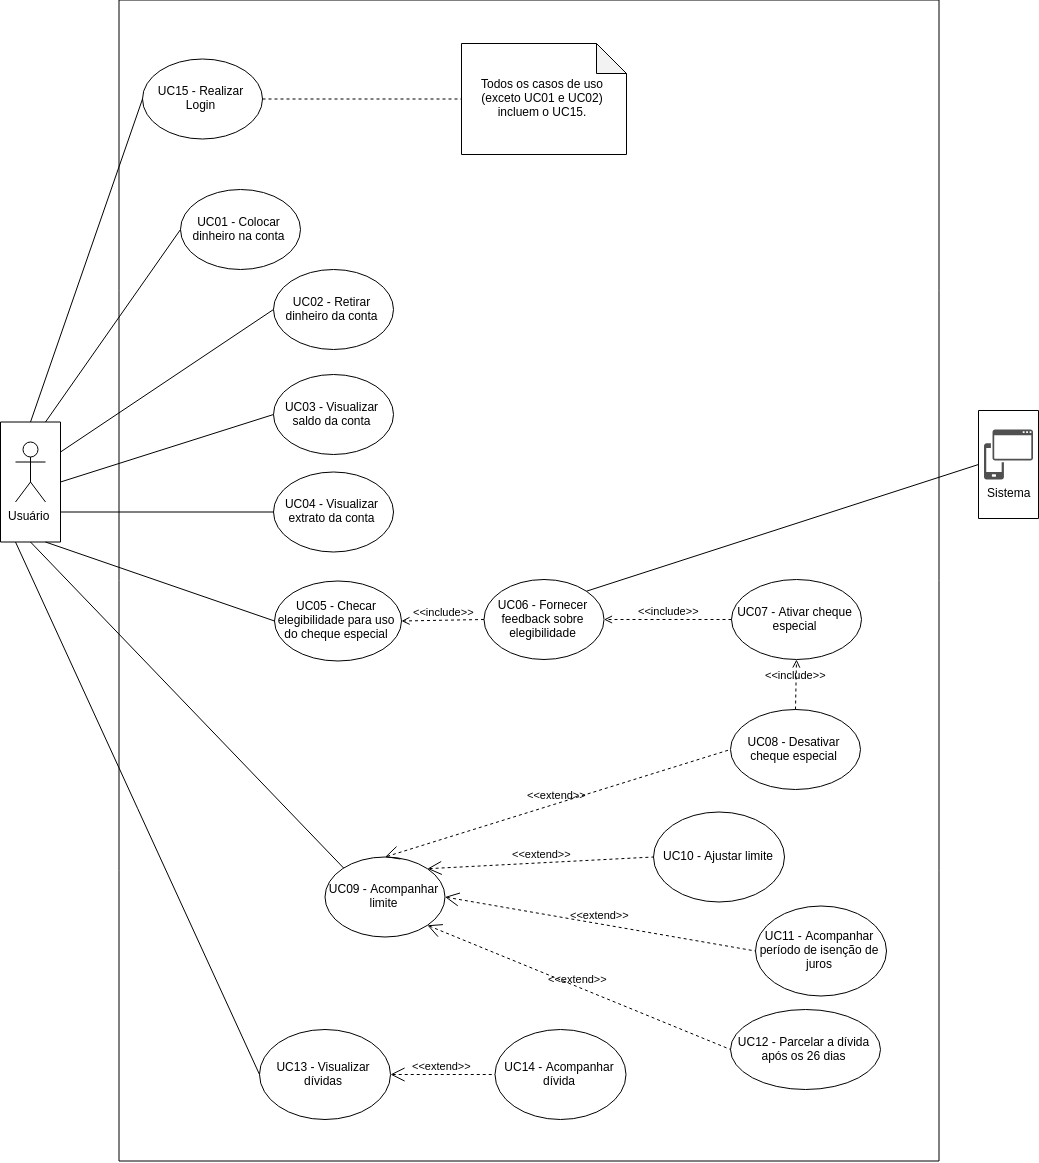 UC15 - Realizar
Login
Todos os casos de uso
(exceto UC01 e UC02)
incluem o UC15.
UC01 - Colocar
dinheiro na conta
UC02 - Retirar
dinheiro da conta
UC03 - Visualizar
saldo da conta
Usuário
UC04 - Visualizar
extrato da conta
Sistema
UC05 - Checar
elegibilidade para uso
do cheque especial
<<include>>
UC06 - Fornecer
feedback sobre
elegibilidade
<<include>>
UC07 - Ativar cheque
especial
<<include>>
UC08 - Desativar
cheque especial
<<extend>>
<<extend>>
UC10 - Ajustar limite
UC09 - Acompanhar
limite
<<extend>>
UC11 - Acompanhar
período de isenção de
juros
<<extend>>
UC12 - Parcelar a dívida
após os 26 dias
UC13 - Visualizar
dívidas
<<extend>>
UC14 - Acompanhar
dívida